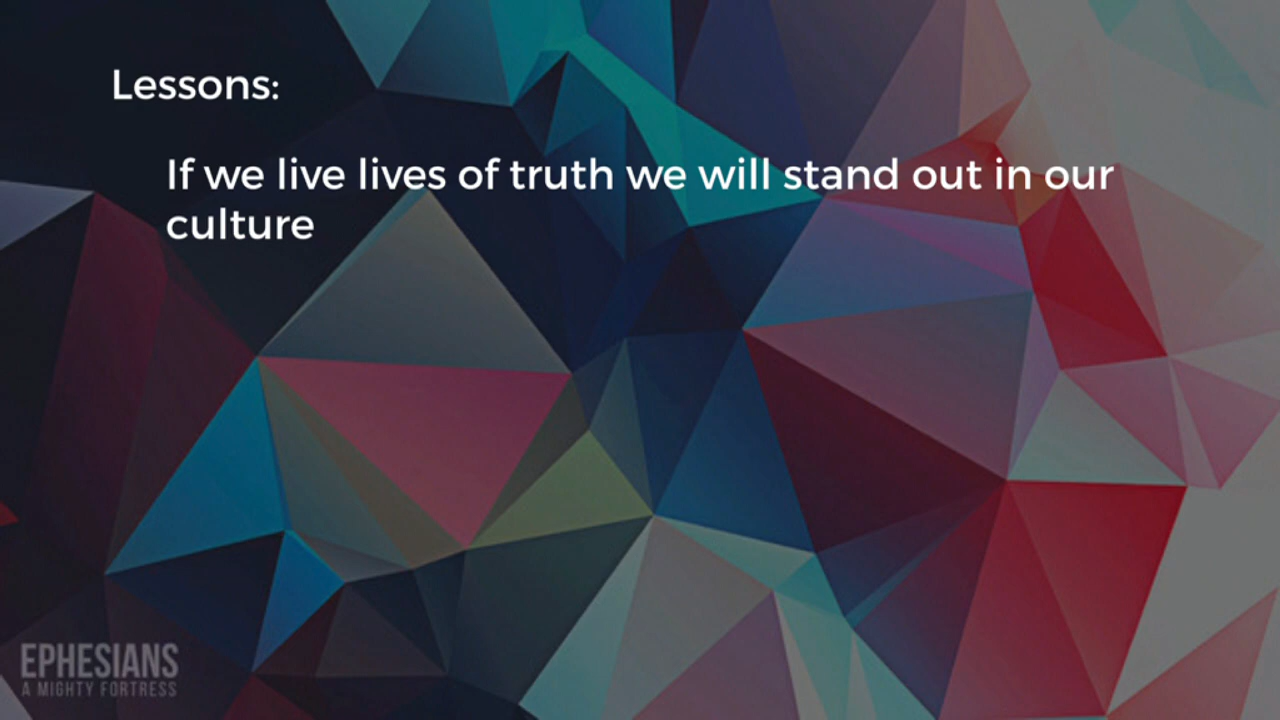 Lessons:
If we live lives of truth we will stand out in our
culture
EPHESIANS
A MIGHTY FORTRESS